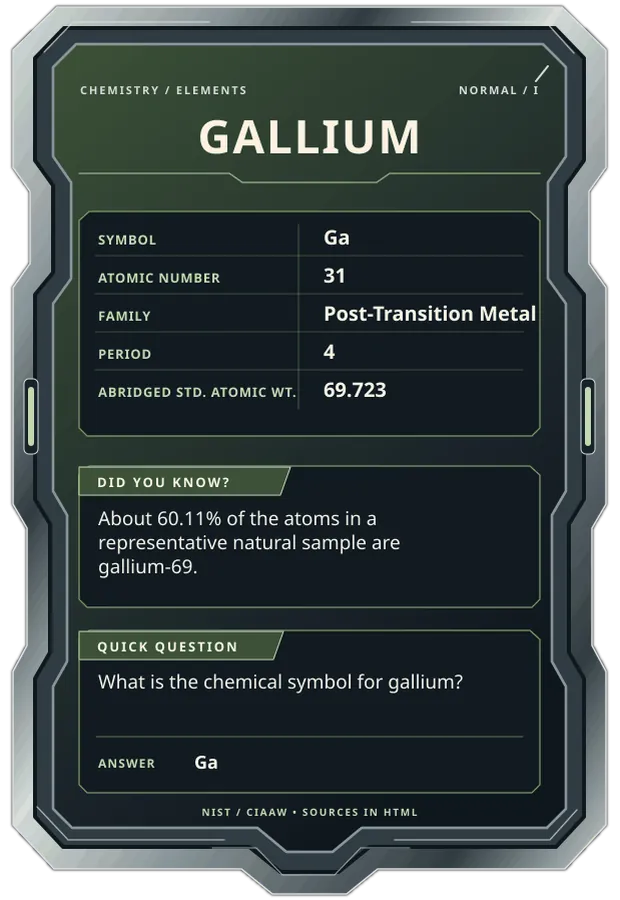 CHEMISTRY / ELEMENTS
NORMAL / I
GALLIUM
SYMBOL Ga
ATOMIC NUMBER 31
FAMILY Post-Transition Metal
PERIOD 4
ABRIDGED STD. ATOMIC WT. 69.723
DID YOU KNOW?
About 60.11% of the atoms in a
representative natural sample are
gallium-69.
QUICK QUESTION
What is the chemical symbol for gallium?
ANSWER Ga
NIST / CIAAW • SOURCES IN HTML